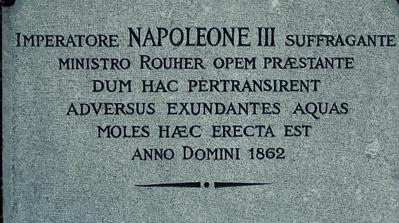 IMPERATORE NAPOLEONE III SUFFRAGANTE
MINISTRO ROUHER OPEM PRÆSTANTE
DUM HAC PERTRANSIRENT
ADVERSUS EXUNDANTES AQUAS
MOLES HÆC ERECTA EST
ANNO DOMINI 1862